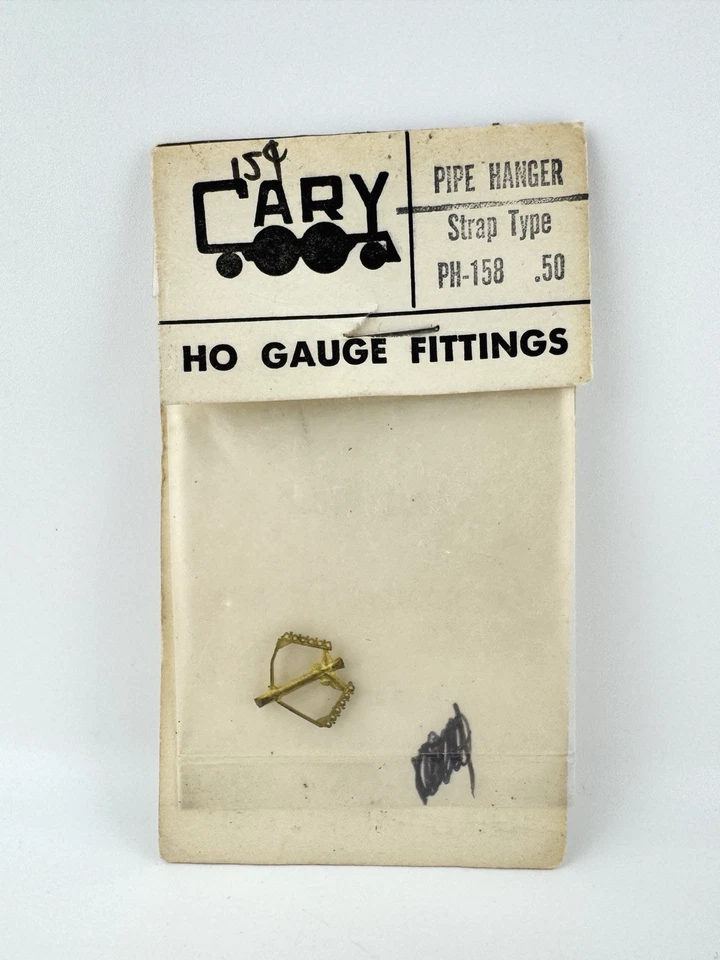 15¢
CARY
PIPE HANGER
Strap Type
PH-158 .50
HO GAUGE FITTINGS